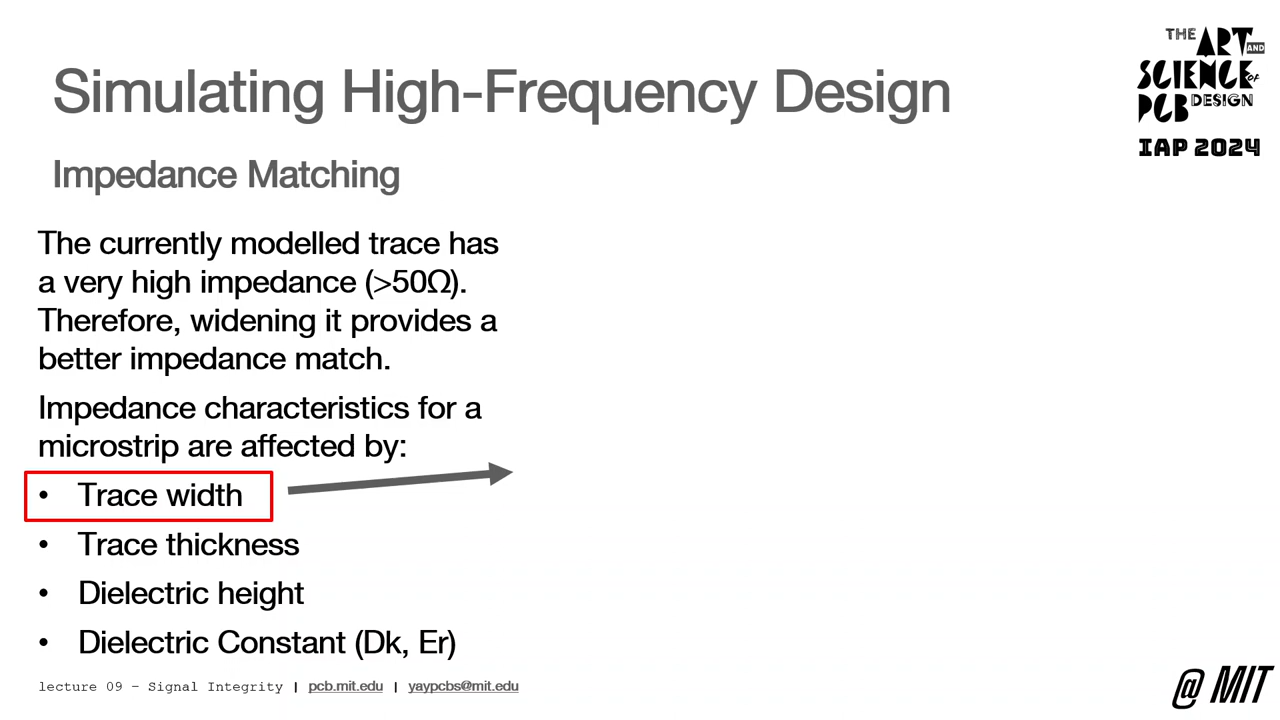 Simulating High-Frequency Design
THE ART AND
SCIENCE of
PCB DESIGN
IAP 2024
Impedance Matching
The currently modelled trace has
a very high impedance (>50Ω).
Therefore, widening it provides a
better impedance match.
Impedance characteristics for a
microstrip are affected by:
• Trace width
• Trace thickness
• Dielectric height
• Dielectric Constant (Dk, Er)
lecture 09 – Signal Integrity | pcb.mit.edu | yaypcbs@mit.edu
@ MIT